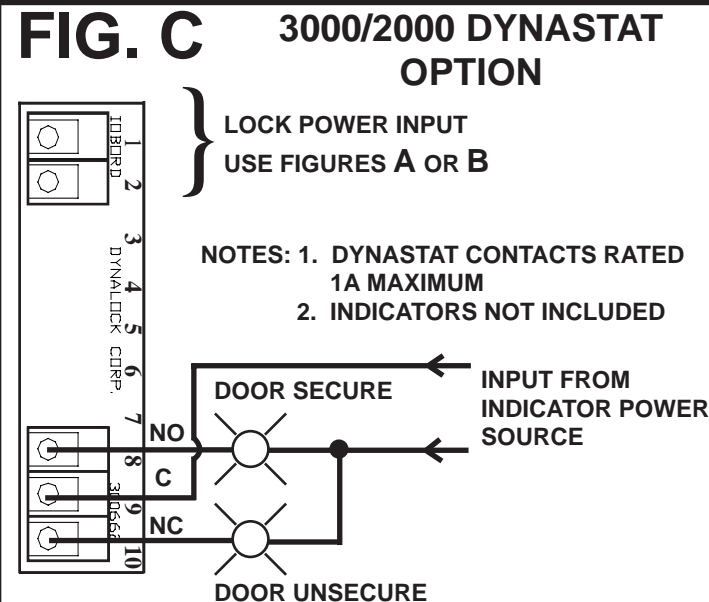 FIG. C
3000/2000 DYNASTAT
OPTION
LOCK POWER INPUT
USE FIGURES A OR B
NOTES: 1. DYNASTAT CONTACTS RATED
1A MAXIMUM
2. INDICATORS NOT INCLUDED
INPUT FROM
INDICATOR POWER
SOURCE
DOOR SECURE
NO
C
NC
DOOR UNSECURE
IOBORD
DYNALOCK CORP.
1
2
3
4
5
6
7
8
9
10